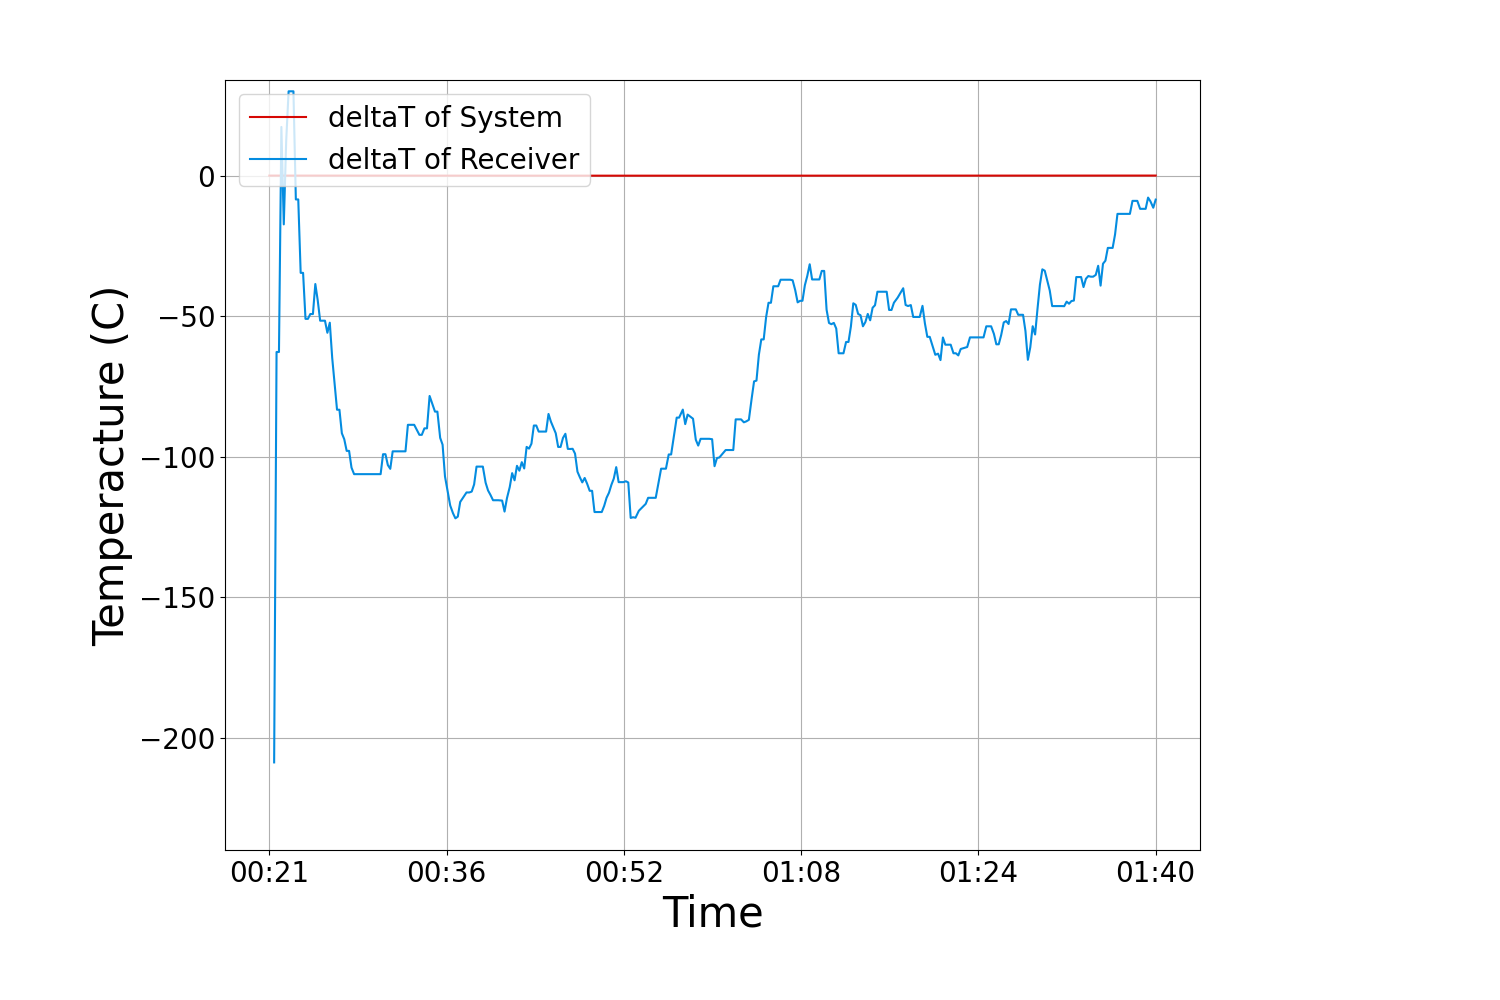 deltaT of System
deltaT of Receiver
0
−50
−100
−150
−200
Temperacture (C)
00:21 00:36 00:52 01:08 01:24 01:40
Time